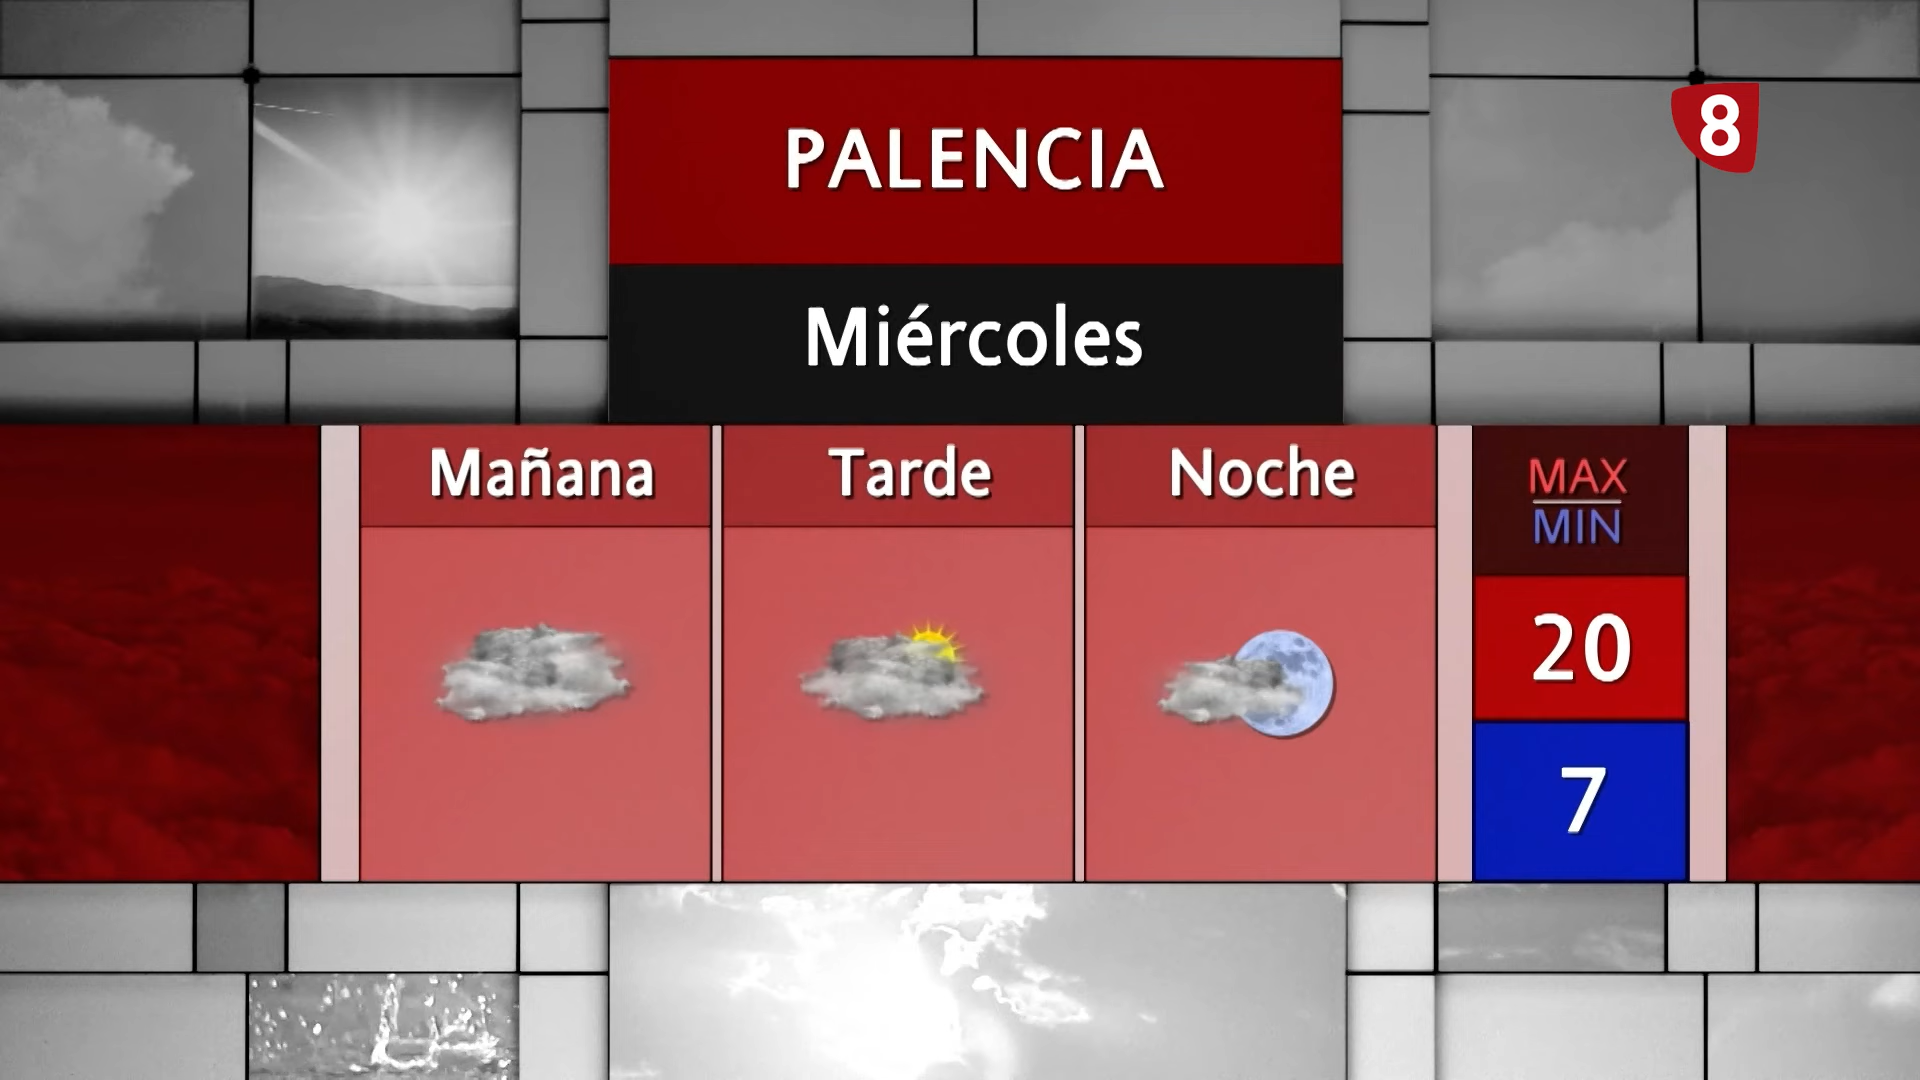 PALENCIA
8
Miércoles
Mañana
Tarde
Noche
MAX
MIN
20
7